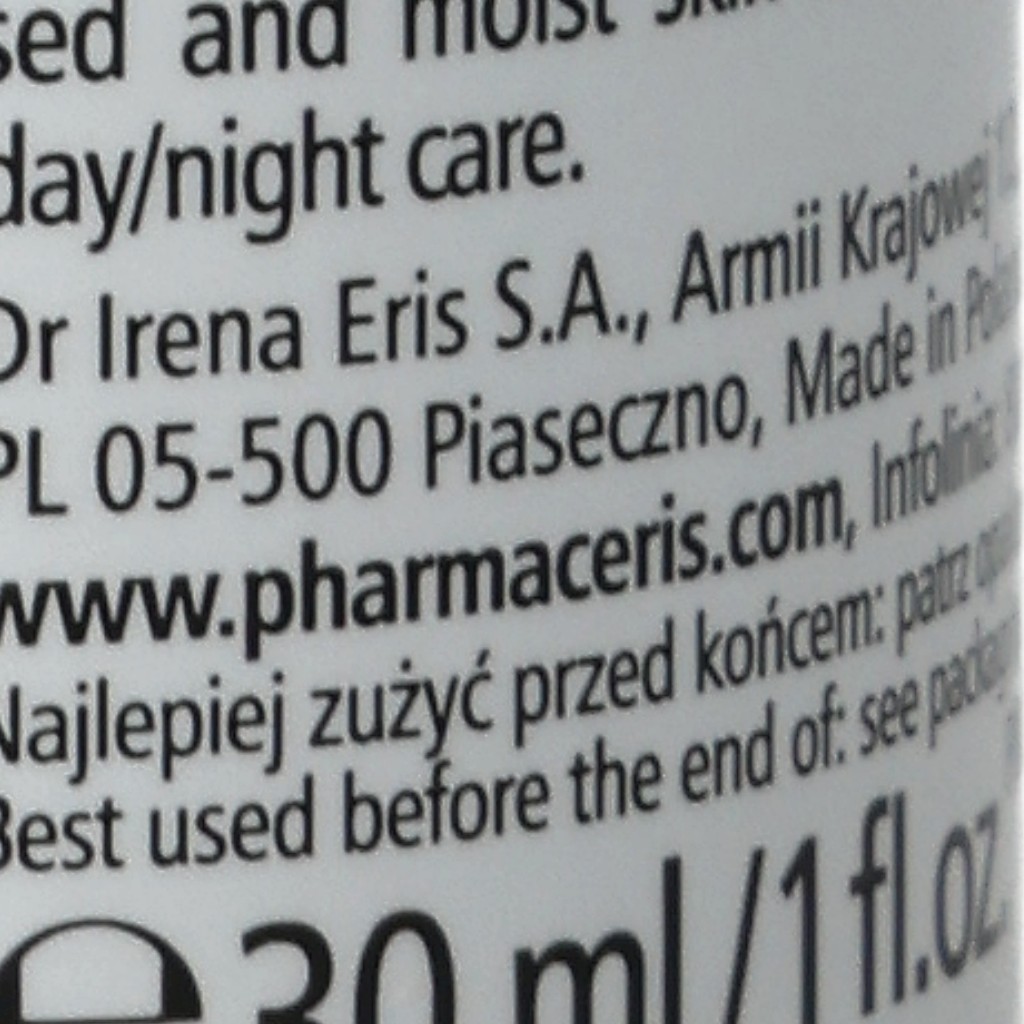 sed and moist skin
day/night care.
Dr Irena Eris S.A., Armii Krajowej
PL 05-500 Piaseczno, Made in
www.pharmaceris.com, Infolinia:
Najlepiej zużyć przed końcem: patrz
Best used before the end of: see
℮ 30 ml/1 fl.oz.